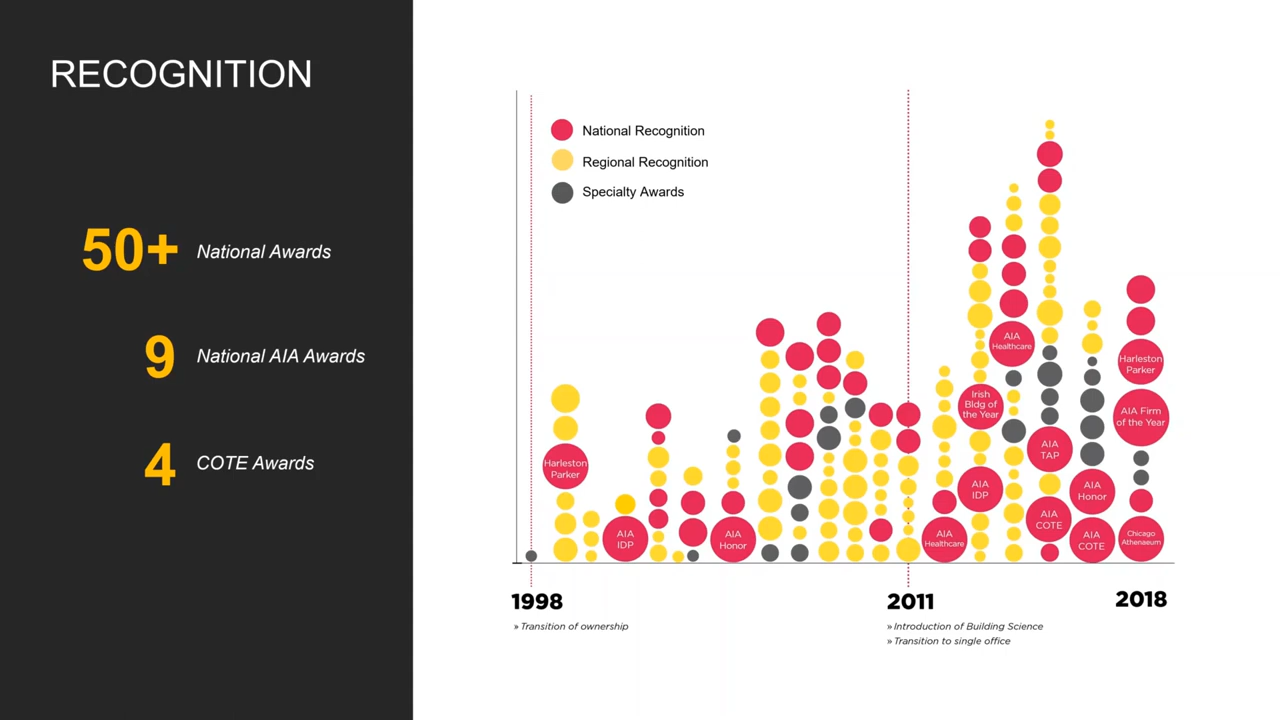 RECOGNITION
50+ National Awards
9 National AIA Awards
4 COTE Awards
National Recognition
Regional Recognition
Specialty Awards
Harleston
Parker
AIA
IDP
AIA
Honor
AIA
Healthcare
Irish
Bldg of
the Year
AIA
IDP
AIA
Healthcare
AIA
TAP
AIA
COTE
AIA
Honor
AIA
COTE
Harleston
Parker
AIA Firm
of the Year
Chicago
Athenaeum
1998
» Transition of ownership
2011
» Introduction of Building Science
» Transition to single office
2018